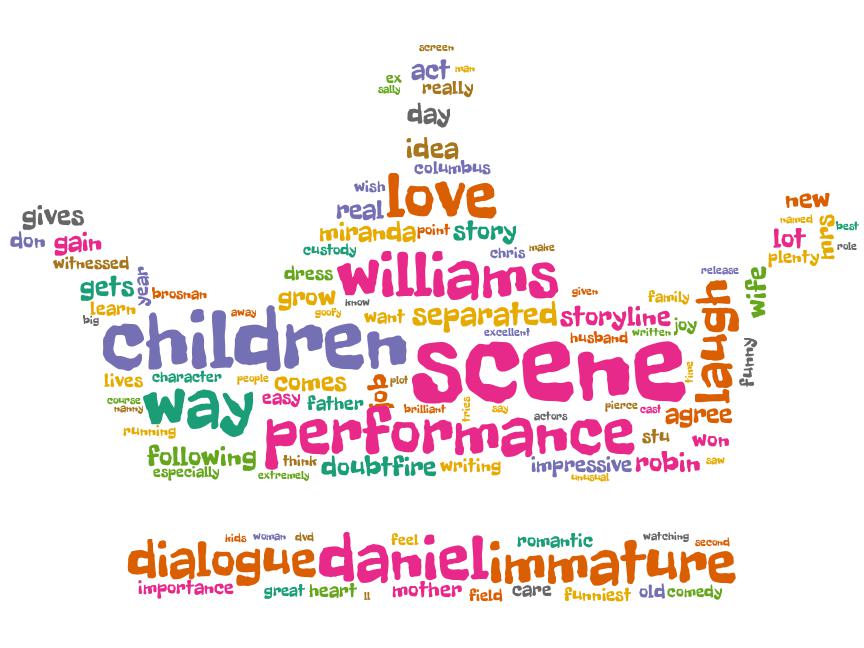 screen
ex act man
sally really
day
idea
columbus
wish love
real
miranda point story
custody chris make
dress williams
gives
don gain
witnessed
gets year brosnan
learn
big
new
named mrs best
lot role
plenty
release wife
grow know given family
away goofy want separated storyline joy
excellent husband written
children scene time laugh funny
lives character people comes job plot
course nanny way easy father brilliant tries say actors pierce cast agree
running performance stu won
following think doubtfire writing impressive robin saw
especially extremely unusual
kids woman dvd feel romantic watching second
dialogue daniel immature
importance great heart ll mother field care funniest old comedy